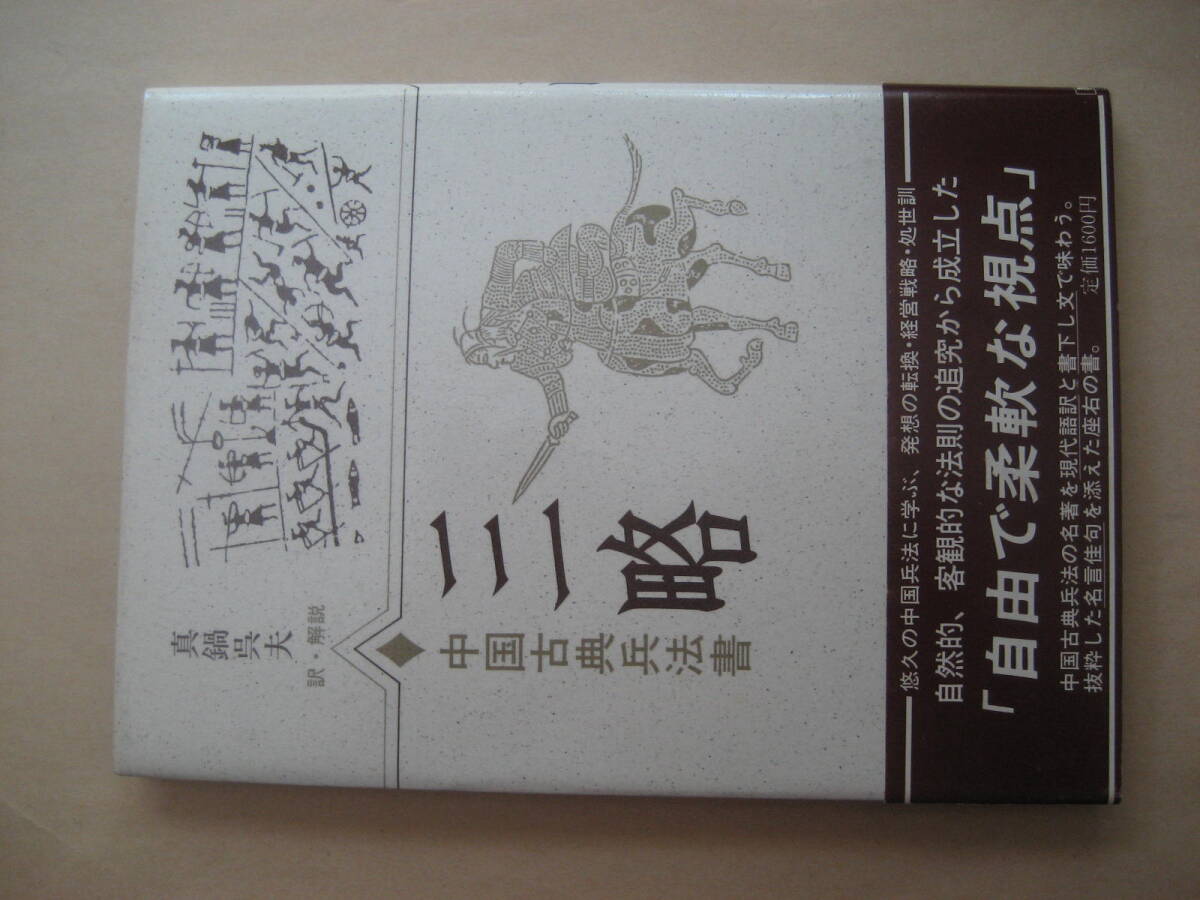 真鍋呉夫
訳・解説
中国古典兵法書
三略
悠久の中国兵法に学ぶ、発想の転換・経営戦略・処世訓
自然的、客観的な法則の追究から成立した
「自由で柔軟な視点」
中国古典兵法の名著を現代語訳と書下し文で味わう。
抜粋した名言佳句を添えた座右の書。 定価1600円